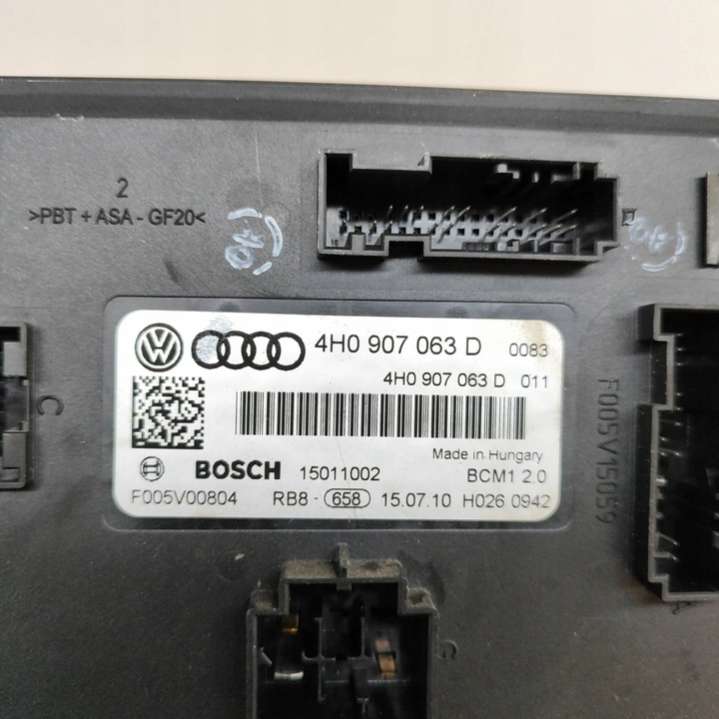 2
>PBT + ASA - GF20<
4H0 907 063 D 0083
4H0 907 063 D 011
Made in Hungary
BOSCH 15011002 BCM1 2.0
F005V00804 RB8 - 658 15.07.10 H026 0942
F005V15059
C
C